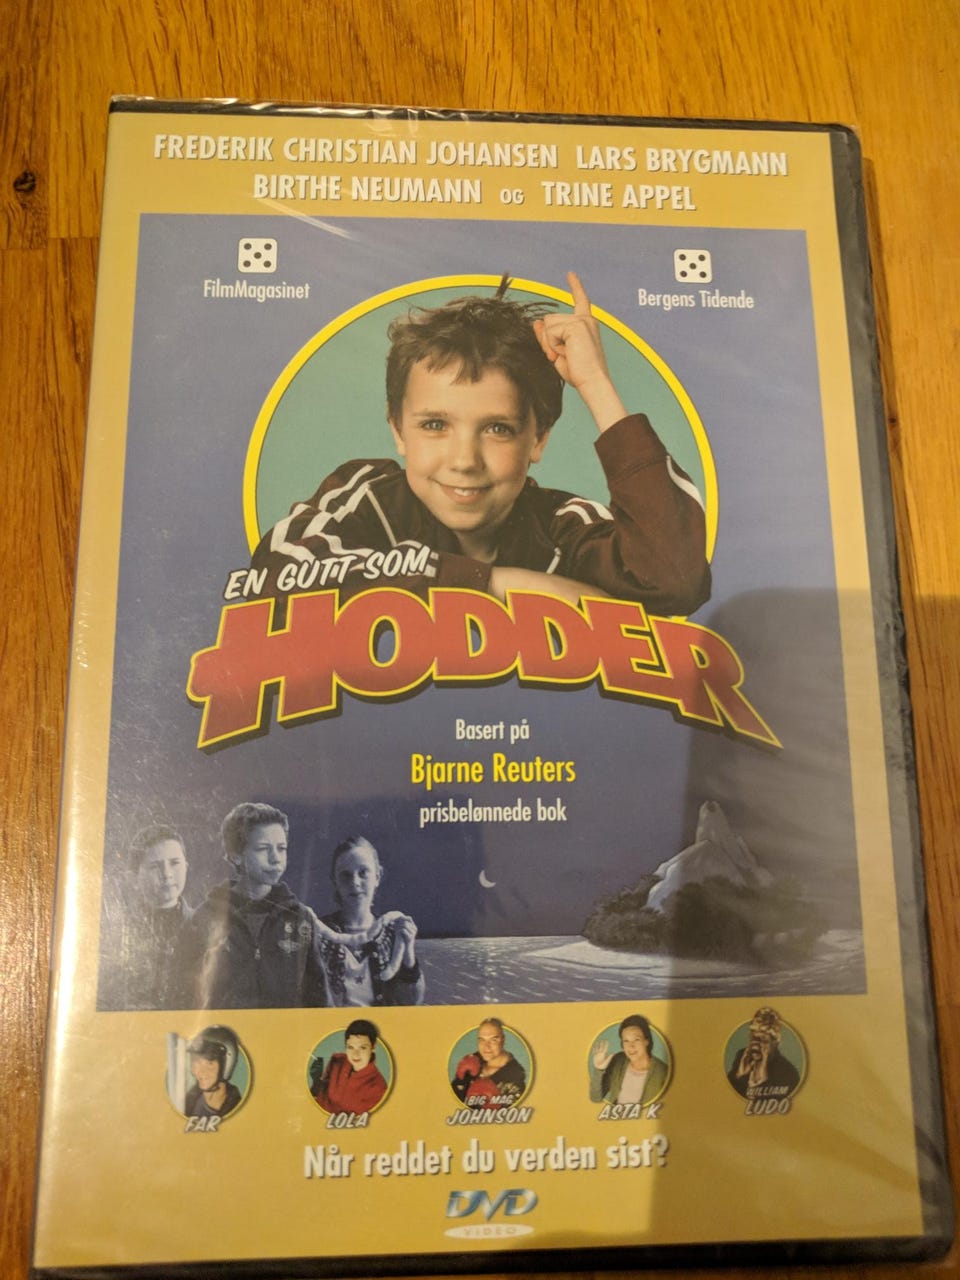 FREDERIK CHRISTIAN JOHANSEN LARS BRYGMANN
BIRTHE NEUMANN OG TRINE APPEL
FilmMagasinet
Bergens Tidende
EN GUTT SOM
HODDER
Basert på
Bjarne Reuters
prisbelønnede bok
FAR
LOLA
BIG MAC
JOHNSON
ASTA K
WILLIAM
LUDO
Når reddet du verden sist?
DVD
VIDEO